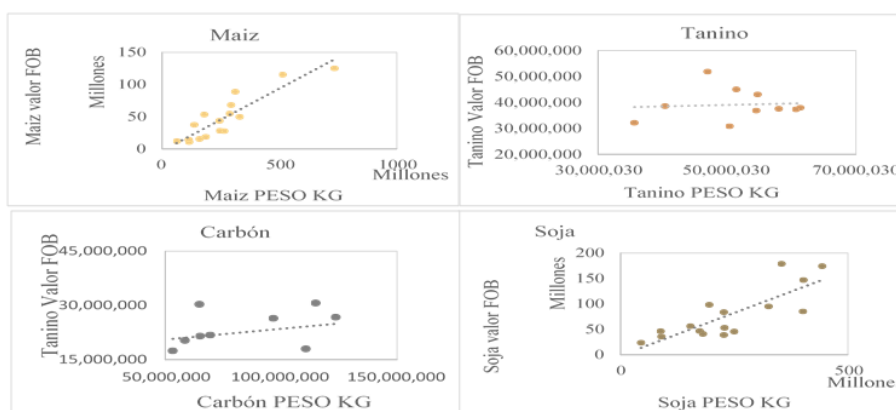 Maiz
Maiz valor FOB
Millones
150
100
50
0
0
500
1000
Millones
Maiz PESO KG
Tanino
Tanino Valor FOB
60,000,000
50,000,000
40,000,000
30,000,000
20,000,000
30,000,030
50,000,030
70,000,030
Tanino PESO KG
Carbón
Tanino Valor FOB
45,000,000
30,000,000
15,000,000
50,000,000
100,000,000
150,000,000
Carbón PESO KG
Soja
Soja valor FOB
Millones
200
150
100
50
0
0
500
Millones
Soja PESO KG